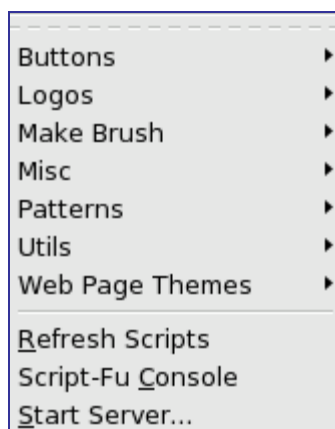 Buttons
Logos
Make Brush
Misc
Patterns
Utils
Web Page Themes
Refresh Scripts
Script-Fu Console
Start Server...